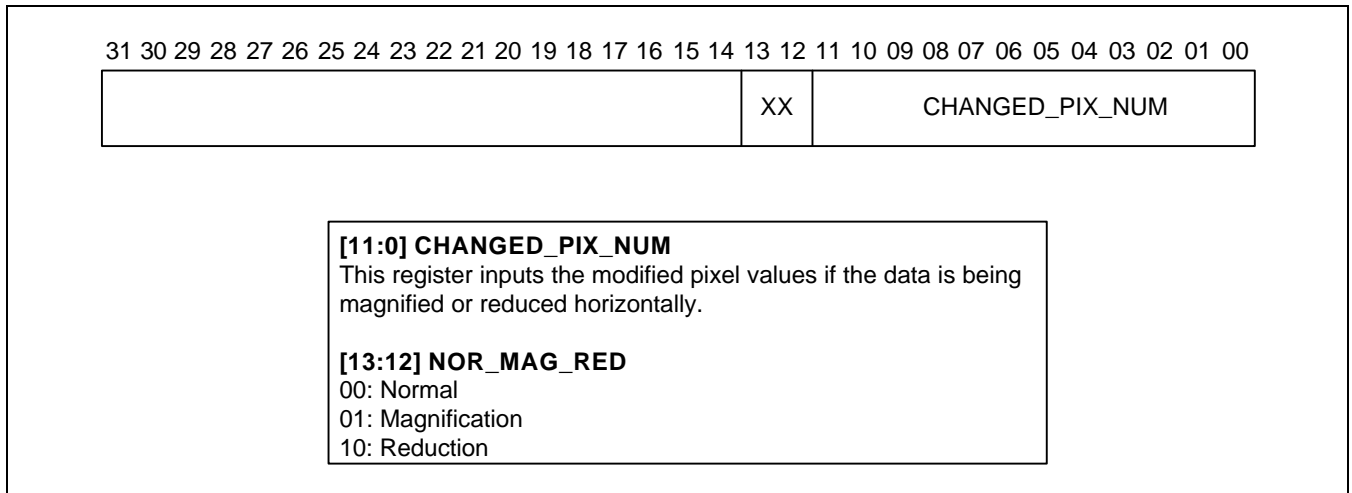 31 30 29 28 27 26 25 24 23 22 21 20 19 18 17 16 15 14 13 12 11 10 09 08 07 06 05 04 03 02 01 00
XX CHANGED_PIX_NUM
[11:0] CHANGED_PIX_NUM
This register inputs the modified pixel values if the data is being
magnified or reduced horizontally.
[13:12] NOR_MAG_RED
00: Normal
01: Magnification
10: Reduction